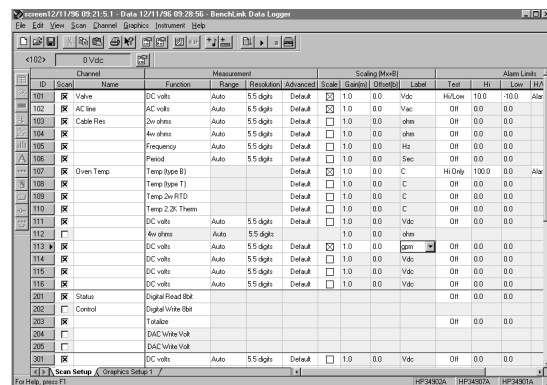 screen12/11/96 09:21:5.1 - Data 12/11/96 09:28:56 - BenchLink Data Logger
File Edit View Scan Channel Graphics Instrument Help
<102> 0 Vdc
Channel Measurement Scaling (Mx+B) Alarm Limits
ID Scan Name Function Range Resolution Advanced Scale Gain(m) Offset(b) Label Test Hi Low
101 Valve DC volts Auto 5.5 digits Default 1.0 0.0 Vdc Hi/Low 10.0 -10.0 Alar
102 AC line AC volts Auto 6.5 digits Default 1.0 0.0 Vac Off 0.0 0.0
103 Cable Res 2w ohms Auto 5.5 digits Default 1.0 0.0 ohm Off 0.0 0.0
104 4w ohms Auto 5.5 digits Default 1.0 0.0 ohm Off 0.0 0.0
105 Frequency Auto 5.5 digits Default 1.0 0.0 Hz Off 0.0 0.0
106 Period Auto 5.5 digits Default 1.0 0.0 Sec Off 0.0 0.0
107 Oven Temp Temp (type B) Default 1.0 0.0 C Hi Only 100.0 0.0 Alar
108 Temp (type T) Default 1.0 0.0 C Off 0.0 0.0
109 Temp 2w RTD Default 1.0 0.0 C Off 0.0 0.0
110 Temp 2.2K Therm Default 1.0 0.0 C Off 0.0 0.0
111 DC volts Auto 5.5 digits Default 1.0 0.0 Vdc Off 0.0 0.0
112 4w ohms Auto 5.5 digits 1.0 0.0 ohm
113 DC volts Auto 5.5 digits Default 1.0 0.0 gpm Off 0.0 0.0
114 DC volts Auto 5.5 digits Default 1.0 0.0 Vdc Off 0.0 0.0
115 DC volts Auto 5.5 digits Default 1.0 0.0 Vdc Off 0.0 0.0
116 DC volts Auto 5.5 digits Default 1.0 0.0 Vdc Off 0.0 0.0
201 Status Digital Read 8bit Off 0.0 0.0
202 Control Digital Write 8bit
203 Totalize Off 0.0 0.0
204 DAC Write Volt
205 DAC Write Volt
301 DC volts Auto 5.5 digits Default 1.0 0.0 Vdc Off 0.0 0.0
Scan Setup Graphics Setup 1
For Help, press F1 HP34902A HP34907A HP34901A